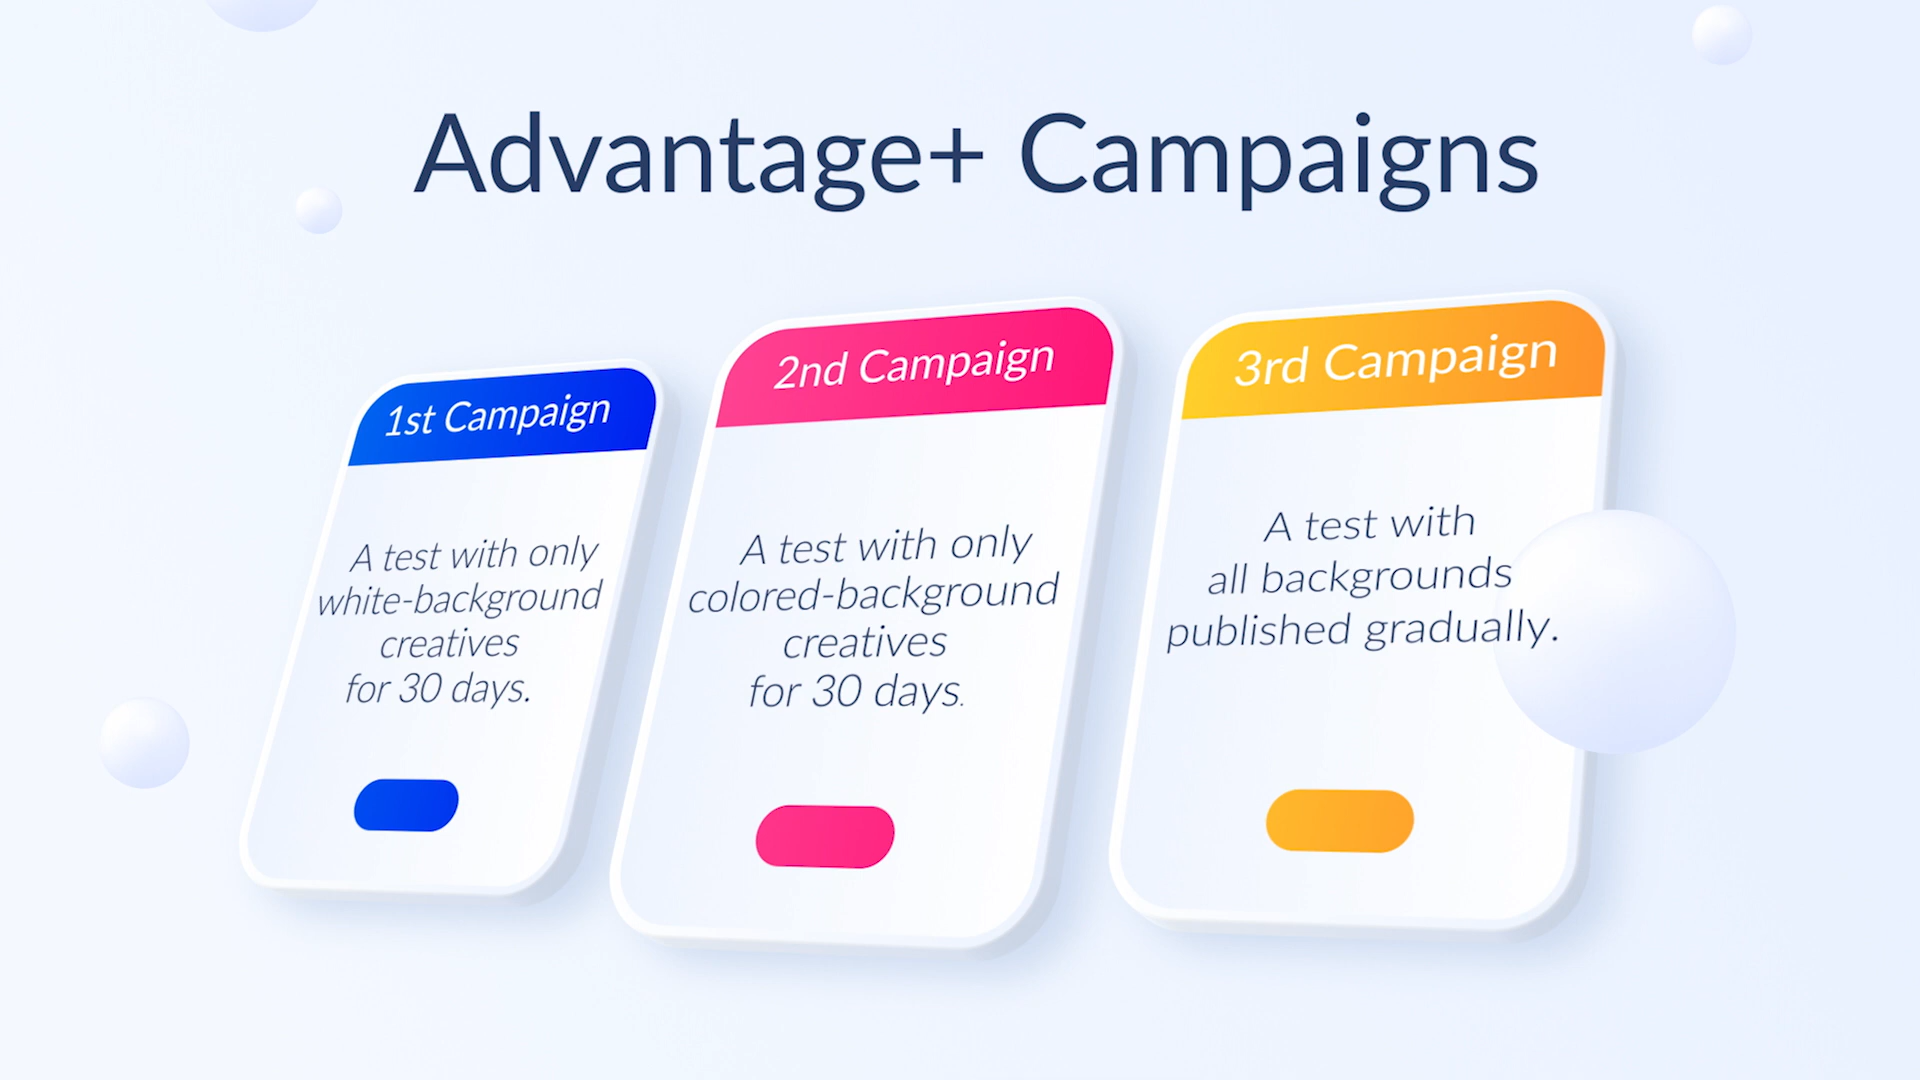 Advantage+ Campaigns
1st Campaign
A test with only
white-background
creatives
for 30 days.
2nd Campaign
A test with only
colored-background
creatives
for 30 days.
3rd Campaign
A test with
all backgrounds
published gradually.